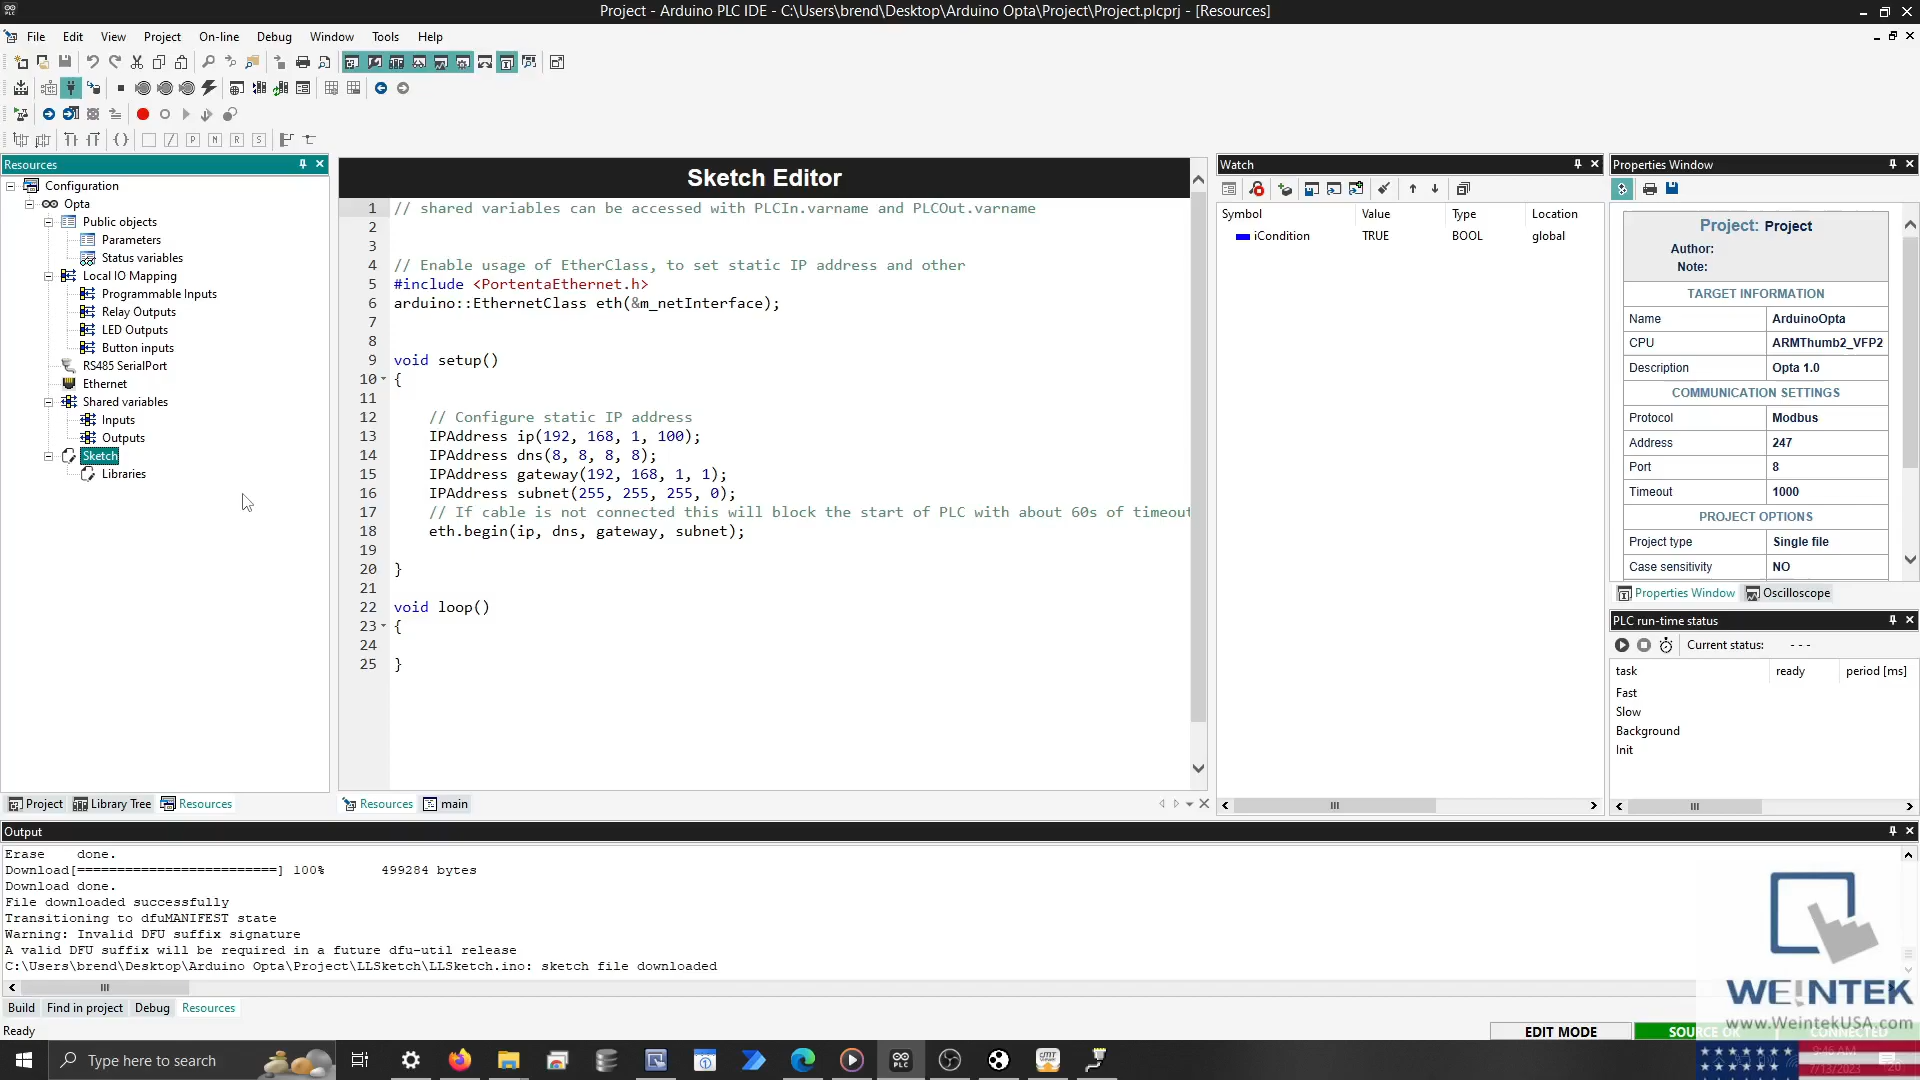 Project - Arduino PLC IDE - C:\Users\brend\Desktop\Arduino Opta\Project\Project.plcprj - [Resources]
File Edit View Project On-line Debug Window Tools Help
Resources
Configuration
Opta
Public objects
Parameters
Status variables
Local IO Mapping
Programmable Inputs
Relay Outputs
LED Outputs
Button inputs
RS485 SerialPort
Ethernet
Shared variables
Inputs
Outputs
Sketch
Libraries
Project Library Tree Resources
Sketch Editor
1 // shared variables can be accessed with PLCIn.varname and PLCOut.varname
2
3
4 // Enable usage of EtherClass, to set static IP address and other
5 #include <PortentaEthernet.h>
6 arduino::EthernetClass eth(&m_netInterface);
7
8
9 void setup()
10 {
11
12 // Configure static IP address
13 IPAddress ip(192, 168, 1, 100);
14 IPAddress dns(8, 8, 8, 8);
15 IPAddress gateway(192, 168, 1, 1);
16 IPAddress subnet(255, 255, 255, 0);
17 // If cable is not connected this will block the start of PLC with about 60s of timeout
18 eth.begin(ip, dns, gateway, subnet);
19
20 }
21
22 void loop()
23 {
24
25 }
Resources main
Watch
Symbol Value Type Location
iCondition TRUE BOOL global
Properties Window
Project: Project
Author:
Note:
TARGET INFORMATION
Name ArduinoOpta
CPU ARMThumb2_VFP2
Description Opta 1.0
COMMUNICATION SETTINGS
Protocol Modbus
Address 247
Port 8
Timeout 1000
PROJECT OPTIONS
Project type Single file
Case sensitivity NO
Properties Window Oscilloscope
PLC run-time status
Current status: - - -
task ready period [ms]
Fast
Slow
Background
Init
Output
Erase done.
Download[=========================] 100% 499284 bytes
Download done.
File downloaded successfully
Transitioning to dfuMANIFEST state
Warning: Invalid DFU suffix signature
A valid DFU suffix will be required in a future dfu-util release
C:\Users\brend\Desktop\Arduino Opta\Project\LLSketch\LLSketch.ino: sketch file downloaded
Build Find in project Debug Resources
Ready
EDIT MODE SOURCE OK CONNECTED
WEINTEK
www.WeintekUSA.com
Type here to search
9:46 AM
7/13/2023